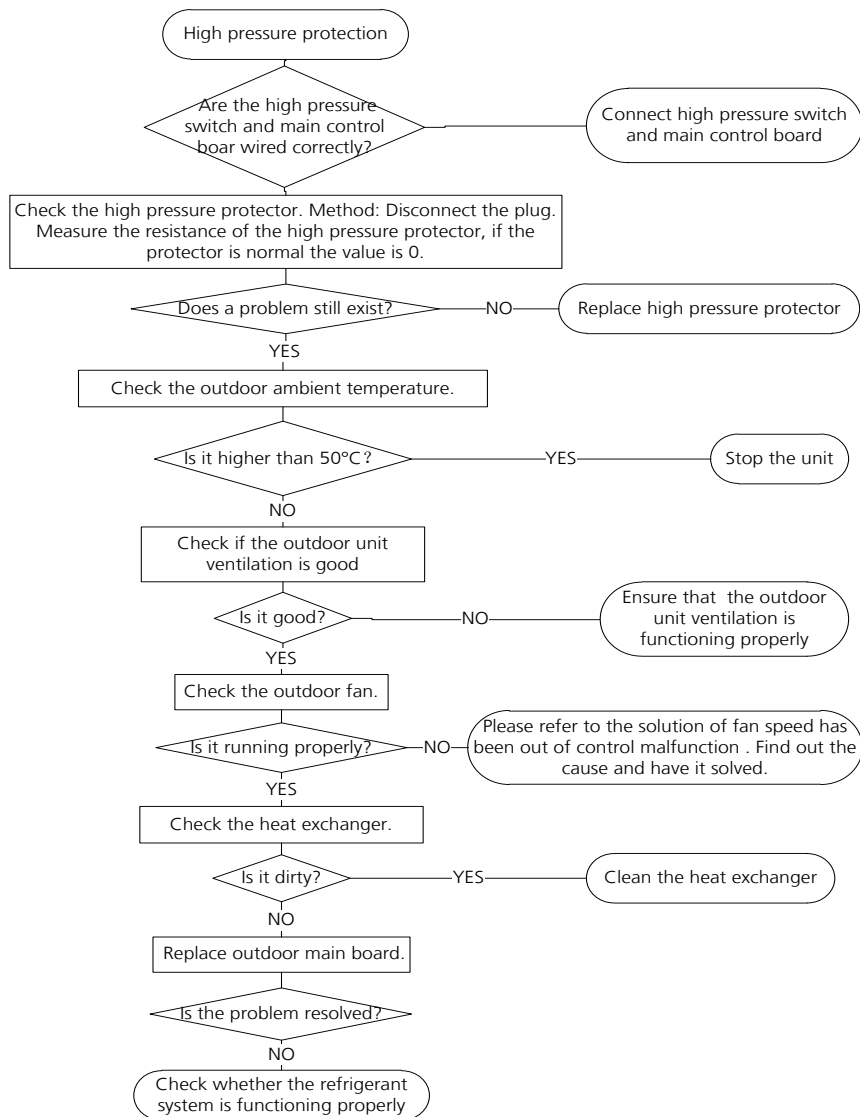 High pressure protection
Are the high pressure
switch and main control
boar wired correctly?
Connect high pressure switch
and main control board
Check the high pressure protector. Method: Disconnect the plug.
Measure the resistance of the high pressure protector, if the
protector is normal the value is 0.
Does a problem still exist?
NO
Replace high pressure protector
YES
Check the outdoor ambient temperature.
Is it higher than 50°C?
YES
Stop the unit
NO
Check if the outdoor unit
ventilation is good
Is it good?
NO
Ensure that the outdoor
unit ventilation is
functioning properly
YES
Check the outdoor fan.
Is it running properly?
NO
Please refer to the solution of fan speed has
been out of control malfunction . Find out the
cause and have it solved.
YES
Check the heat exchanger.
Is it dirty?
YES
Clean the heat exchanger
NO
Replace outdoor main board.
Is the problem resolved?
NO
Check whether the refrigerant
system is functioning properly